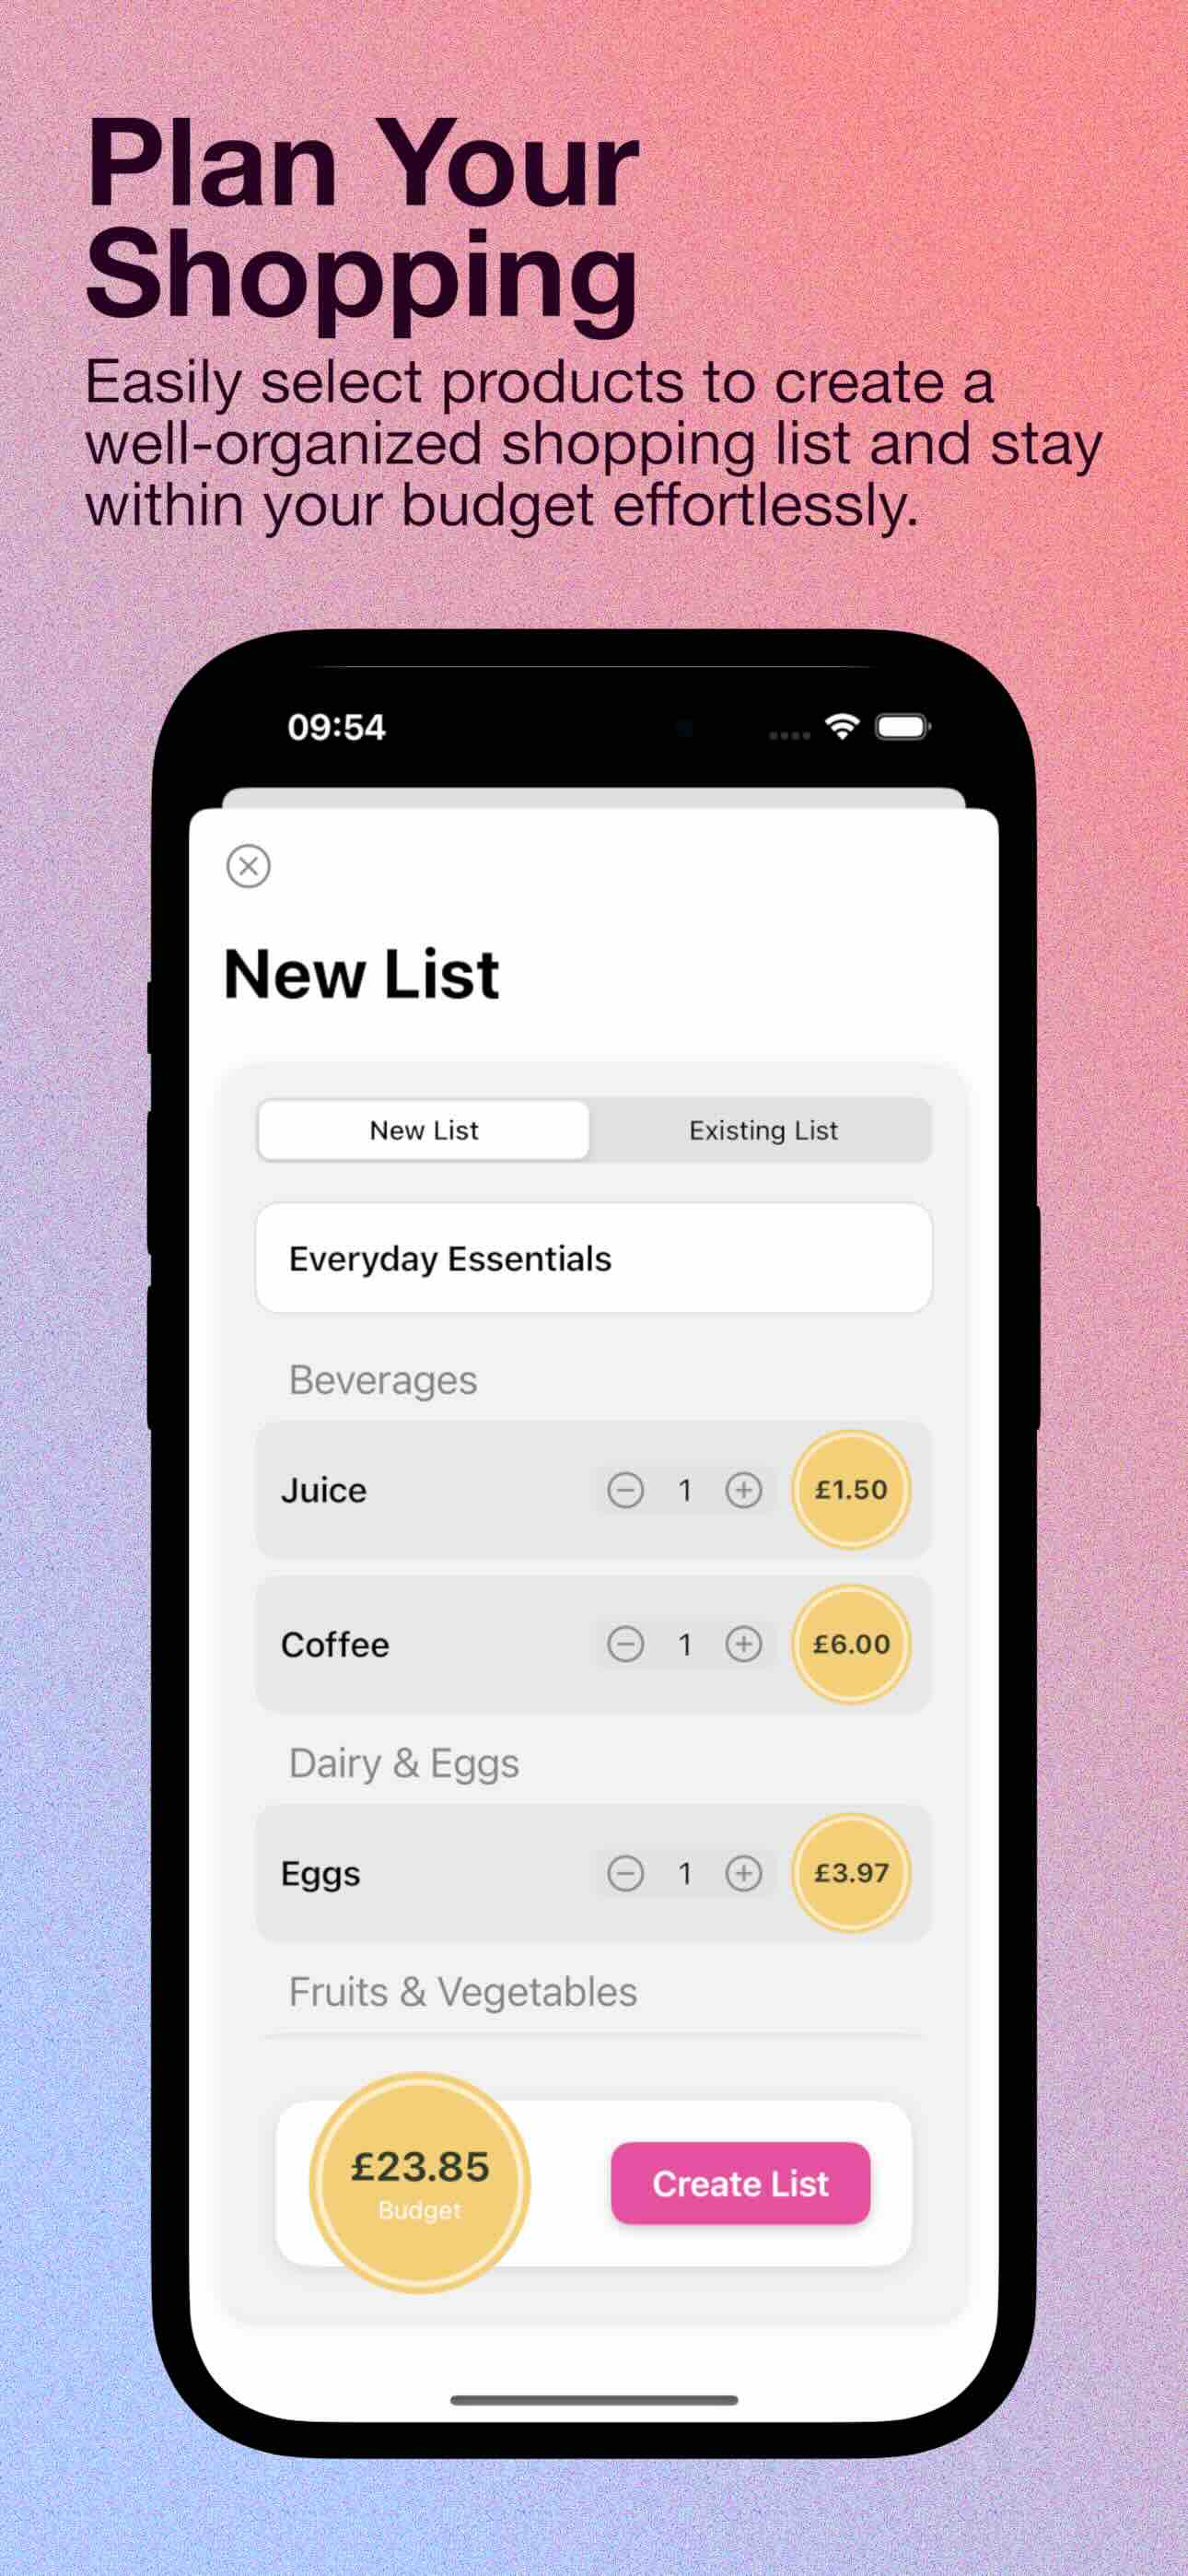 Plan Your
Shopping
Easily select products to create a
well-organized shopping list and stay
within your budget effortlessly.
09:54
New List
New List Existing List
Everyday Essentials
Beverages
Juice 1 £1.50
Coffee 1 £6.00
Dairy & Eggs
Eggs 1 £3.97
Fruits & Vegetables
£23.85
Budget
Create List